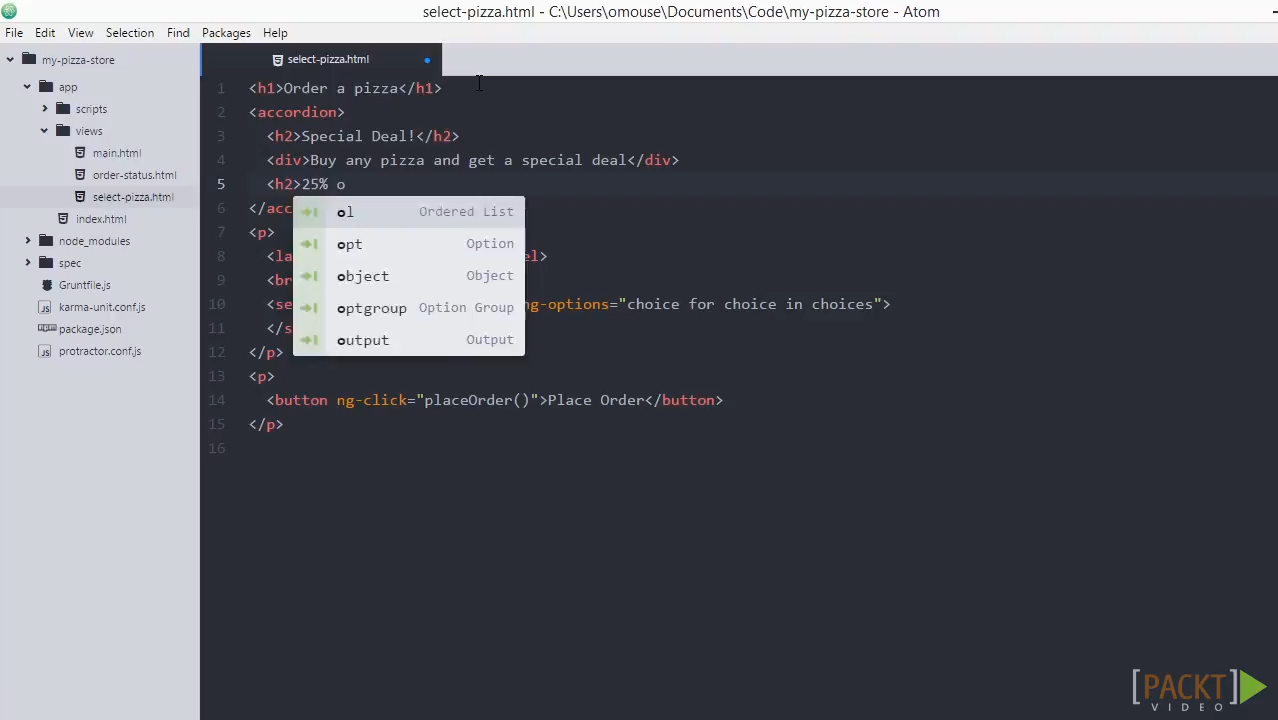 select-pizza.html - C:\Users\omouse\Documents\Code\my-pizza-store - Atom
File Edit View Selection Find Packages Help
my-pizza-store
app
scripts
views
main.html
order-status.html
select-pizza.html
index.html
node_modules
spec
Gruntfile.js
karma-unit.conf.js
package.json
protractor.conf.js
select-pizza.html
1 <h1>Order a pizza</h1>
2 <accordion>
3 <h2>Special Deal!</h2>
4 <div>Buy any pizza and get a special deal</div>
5 <h2>25% o
6 </acc
7 <p>
8 <la el>
9 <br
10 <se ng-options="choice for choice in choices">
11 </s
12 </p>
13 <p>
14 <button ng-click="placeOrder()">Place Order</button>
15 </p>
16
ol Ordered List
opt Option
object Object
optgroup Option Group
output Output
[PACKT]
VIDEO